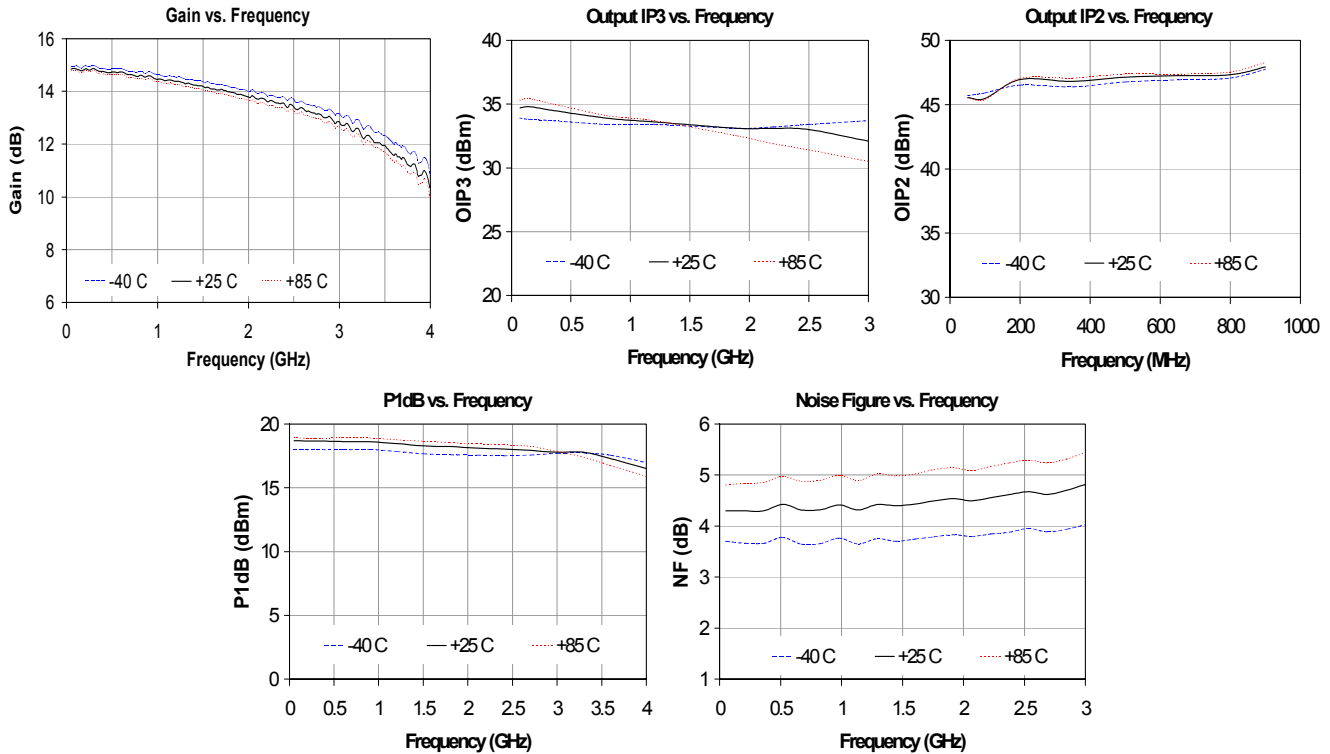 Gain vs. Frequency
16
14
12
10
8
6
Gain (dB)
-40 C +25 C +85 C
0 1 2 3 4
Frequency (GHz)
Output IP3 vs. Frequency
40
35
30
25
20
OIP3 (dBm)
-40 C +25 C +85 C
0 0.5 1 1.5 2 2.5 3
Frequency (GHz)
Output IP2 vs. Frequency
50
45
40
35
30
OIP2 (dBm)
-40 C +25 C +85 C
0 200 400 600 800 1000
Frequency (MHz)
P1dB vs. Frequency
20
15
10
5
0
P1dB (dBm)
-40 C +25 C +85 C
0 0.5 1 1.5 2 2.5 3 3.5 4
Frequency (GHz)
Noise Figure vs. Frequency
6
5
4
3
2
1
NF (dB)
-40 C +25 C +85 C
0 0.5 1 1.5 2 2.5 3
Frequency (GHz)